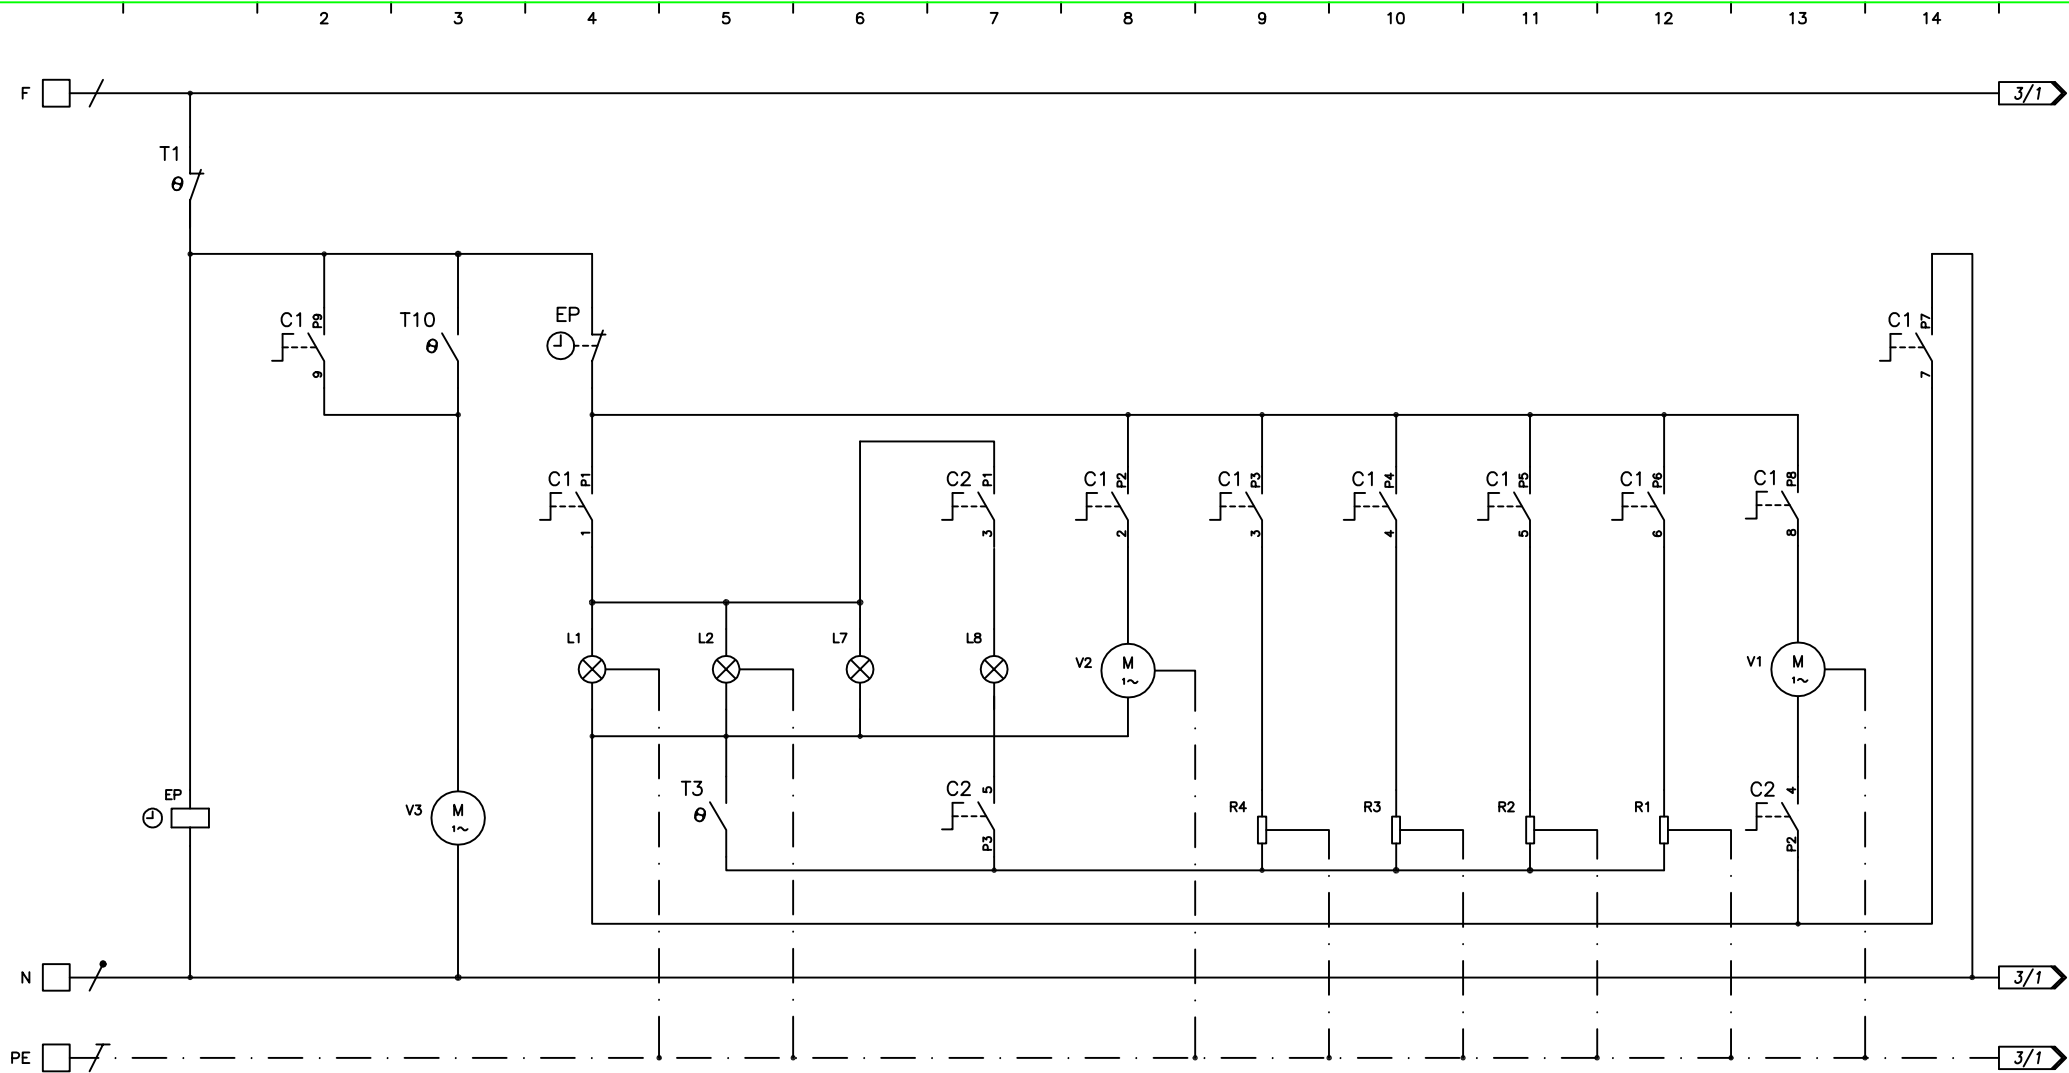 2 3 4 5 6 7 8 9 10 11 12 13 14
F 3/1
T1
θ
C1 P9 T10 EP C1 P7
θ
9 7
C1 P1 C2 P1 C1 P2 C1 P3 C1 P4 C1 P5 C1 P6 C1 P8
1 3 2 3 4 5 6 8
L1 L2 L7 L8 V2 M 1~ V1 M 1~
EP V3 M 1~ T3 C2 5 R4 R3 R2 R1 C2 4
θ
P3 P2
N 3/1
PE 3/1